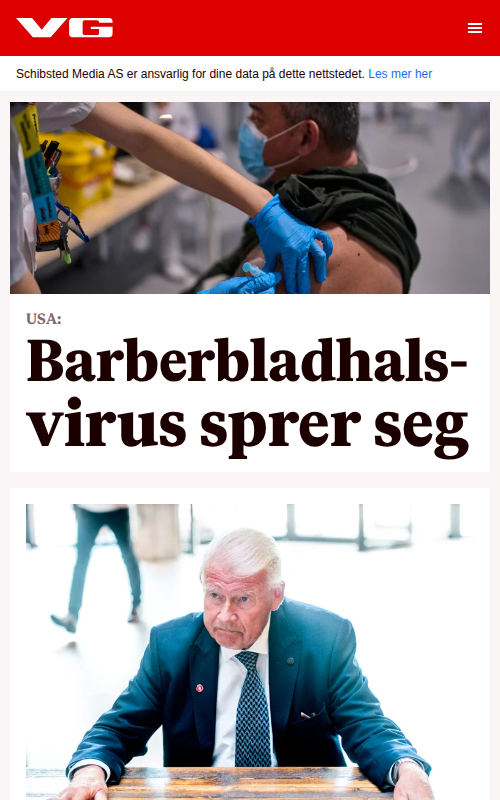 VG
Schibsted Media AS er ansvarlig for dine data på dette nettstedet. Les mer her
USA:
Barberbladhals-
virus sprer seg